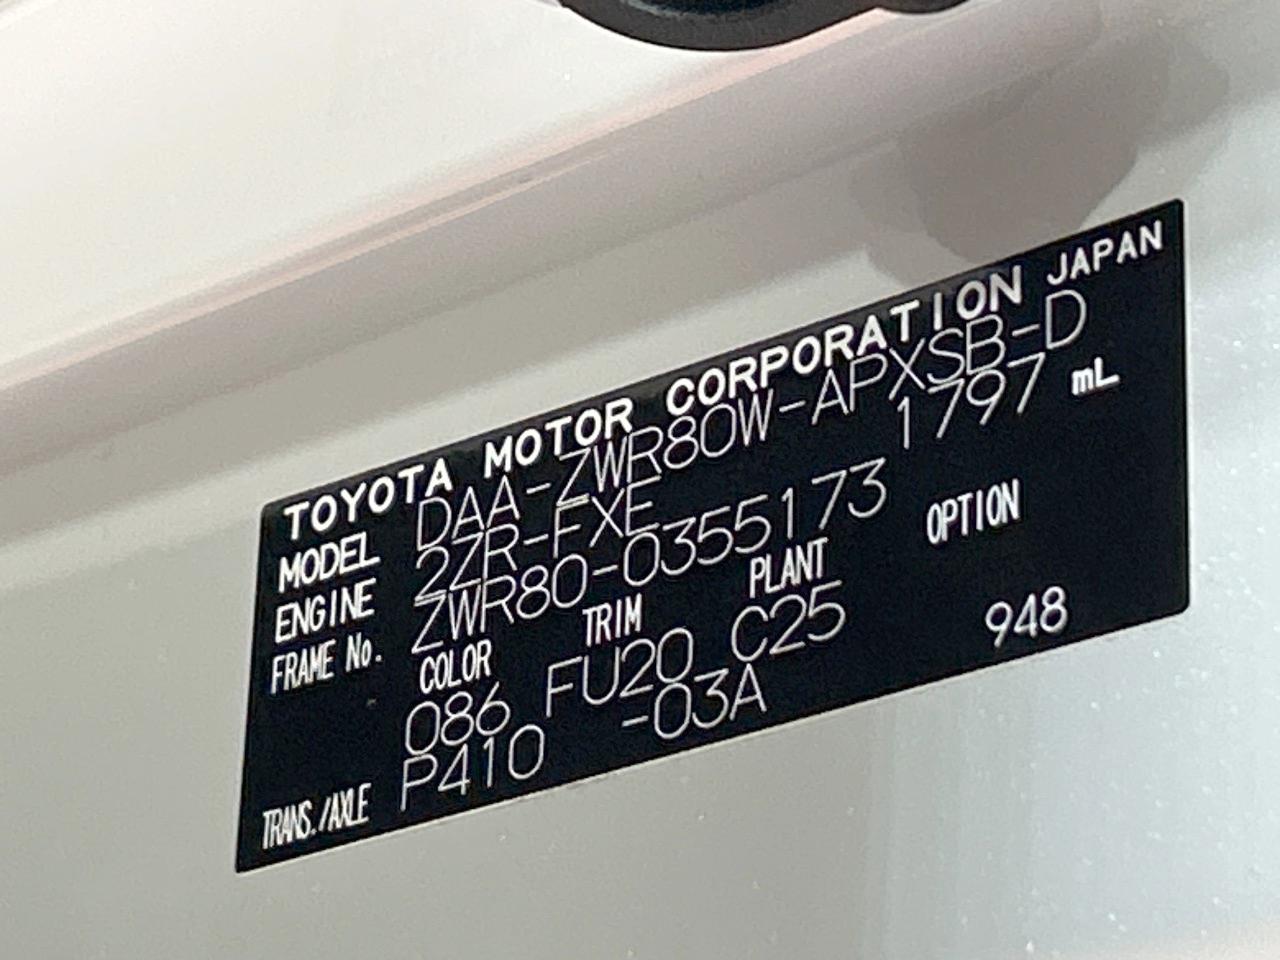 TOYOTA MOTOR CORPORATION JAPAN
MODEL DAA-ZWR80W-APXSB-D
ENGINE 2ZR-FXE 1797 mL
FRAME No. ZWR80-0355173
COLOR TRIM PLANT OPTION
086 FU20 C25 948
TRANS./AXLE P410 -03A